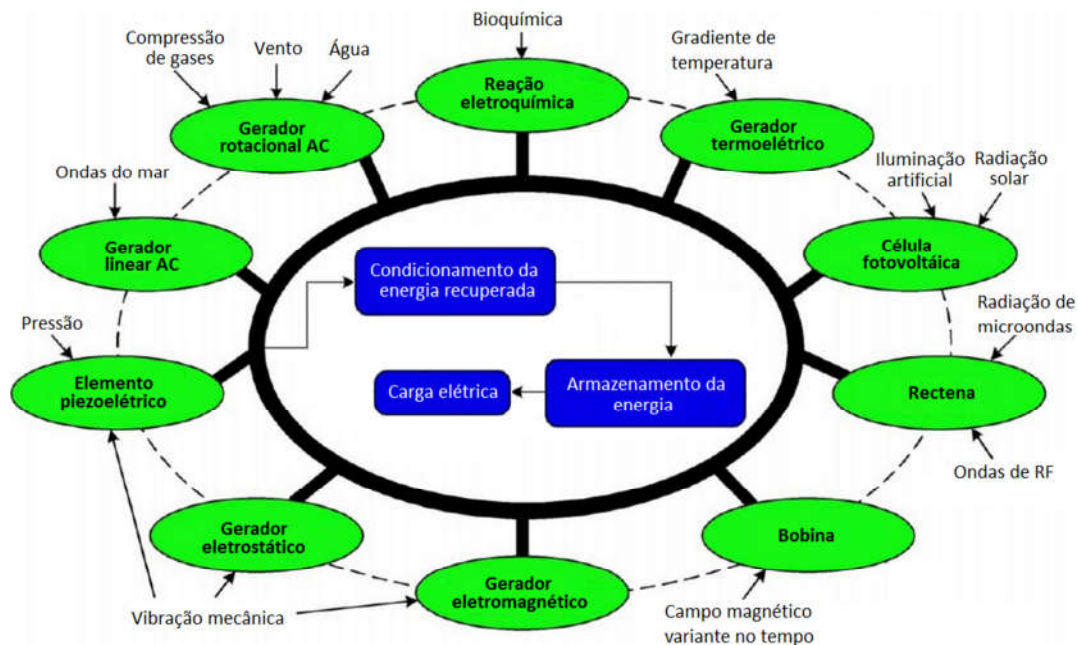 Bioquímica
Compressão
de gases
Vento
Água
Gradiente de
temperatura
Reação
eletroquímica
Gerador
rotacional AC
Gerador
termoelétrico
Iluminação
artificial
Radiação
solar
Ondas do mar
Gerador
linear AC
Célula
fotovoltáica
Condicionamento da
energia recuperada
Radiação de
microondas
Pressão
Elemento
piezoelétrico
Carga elétrica
Armazenamento da
energia
Rectena
Ondas de RF
Gerador
eletrostático
Bobina
Gerador
eletromagnético
Vibração mecânica
Campo magnético
variante no tempo